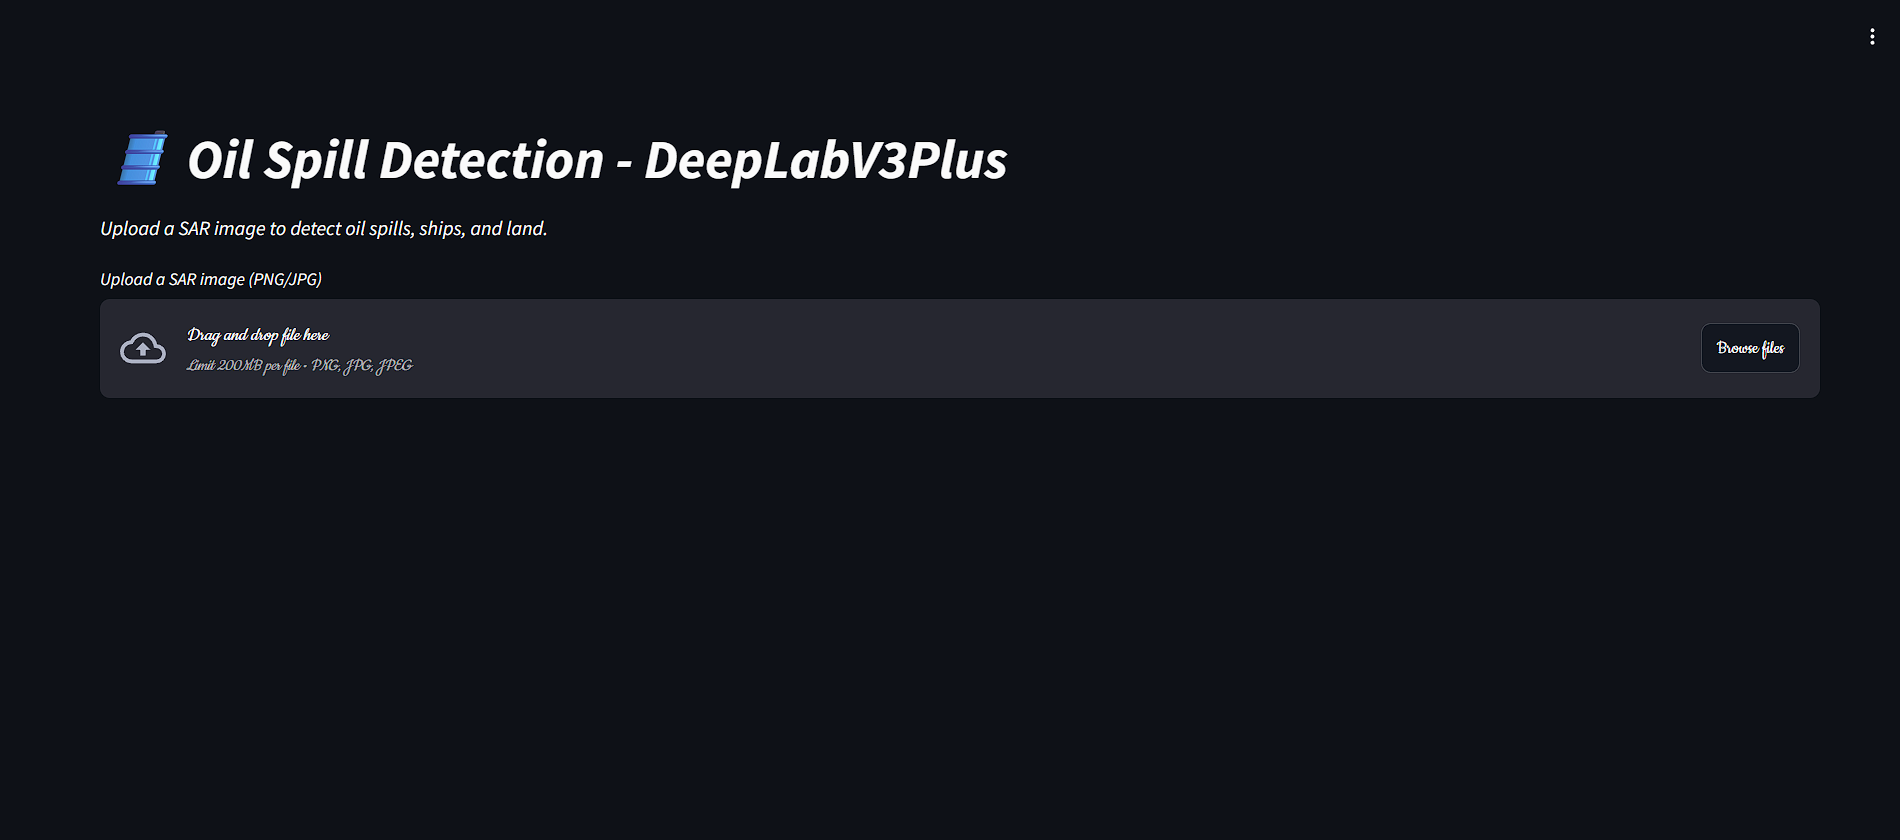 Oil Spill Detection - DeepLabV3Plus
Upload a SAR image to detect oil spills, ships, and land.
Upload a SAR image (PNG/JPG)
Drag and drop file here
Limit 200MB per file • PNG, JPG, JPEG
Browse files